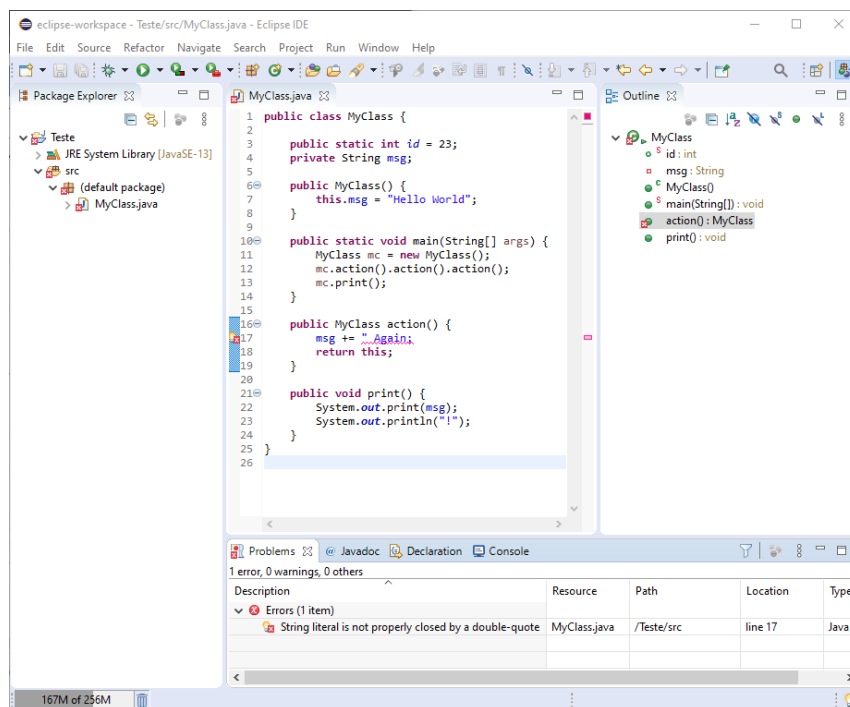 eclipse-workspace - Teste/src/MyClass.java - Eclipse IDE
File Edit Source Refactor Navigate Search Project Run Window Help
Package Explorer
Teste
JRE System Library [JavaSE-13]
src
(default package)
MyClass.java
MyClass.java
1 public class MyClass {
2
3     public static int id = 23;
4     private String msg;
5
6     public MyClass() {
7         this.msg = "Hello World";
8     }
9
10     public static void main(String[] args) {
11         MyClass mc = new MyClass();
12         mc.action().action().action();
13         mc.print();
14     }
15
16     public MyClass action() {
17         msg += " Again;
18         return this;
19     }
20
21     public void print() {
22         System.out.print(msg);
23         System.out.println("!");
24     }
25 }
26
Outline
MyClass
id : int
msg : String
MyClass()
main(String[]) : void
action() : MyClass
print() : void
Problems Javadoc Declaration Console
1 error, 0 warnings, 0 others
Description Resource Path Location Type
Errors (1 item)
String literal is not properly closed by a double-quote MyClass.java /Teste/src line 17 Java
167M of 256M